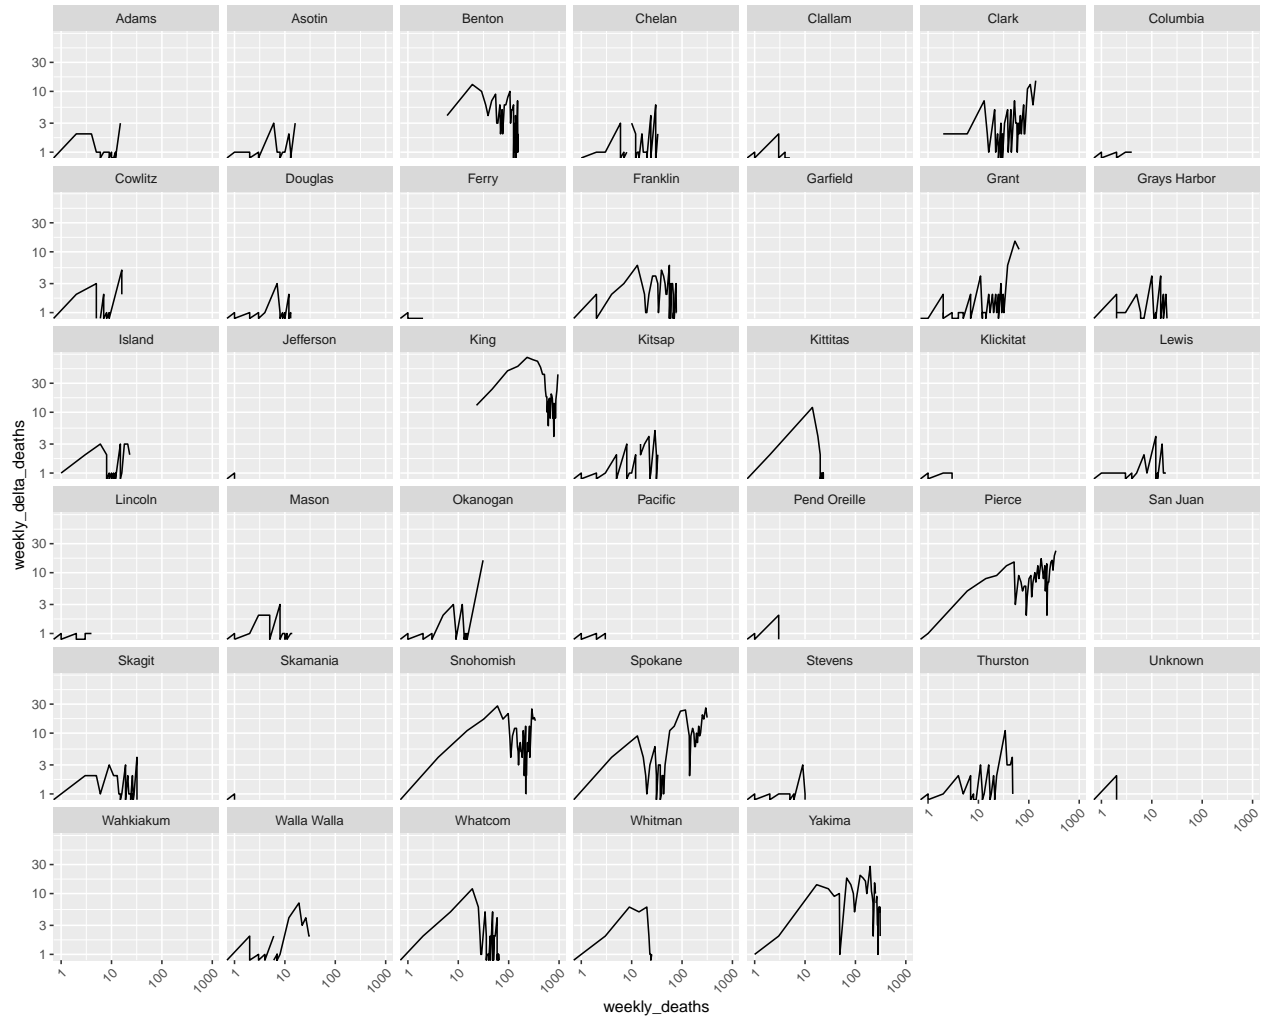 Adams Asotin Benton Chelan Clallam Clark Columbia
30
10
3
1
Cowlitz Douglas Ferry Franklin Garfield Grant Grays Harbor
30
10
3
1
Island Jefferson King Kitsap Kittitas Klickitat Lewis
30
10
3
1
weekly_delta_deaths
Lincoln Mason Okanogan Pacific Pend Oreille Pierce San Juan
30
10
3
1
Skagit Skamania Snohomish Spokane Stevens Thurston Unknown
30
10
3
1
1 10 100 1000 1 10 100 1000
Wahkiakum Walla Walla Whatcom Whitman Yakima
30
10
3
1
1 10 100 1000 1 10 100 1000 1 10 100 1000 1 10 100 1000 1 10 100 1000
weekly_deaths